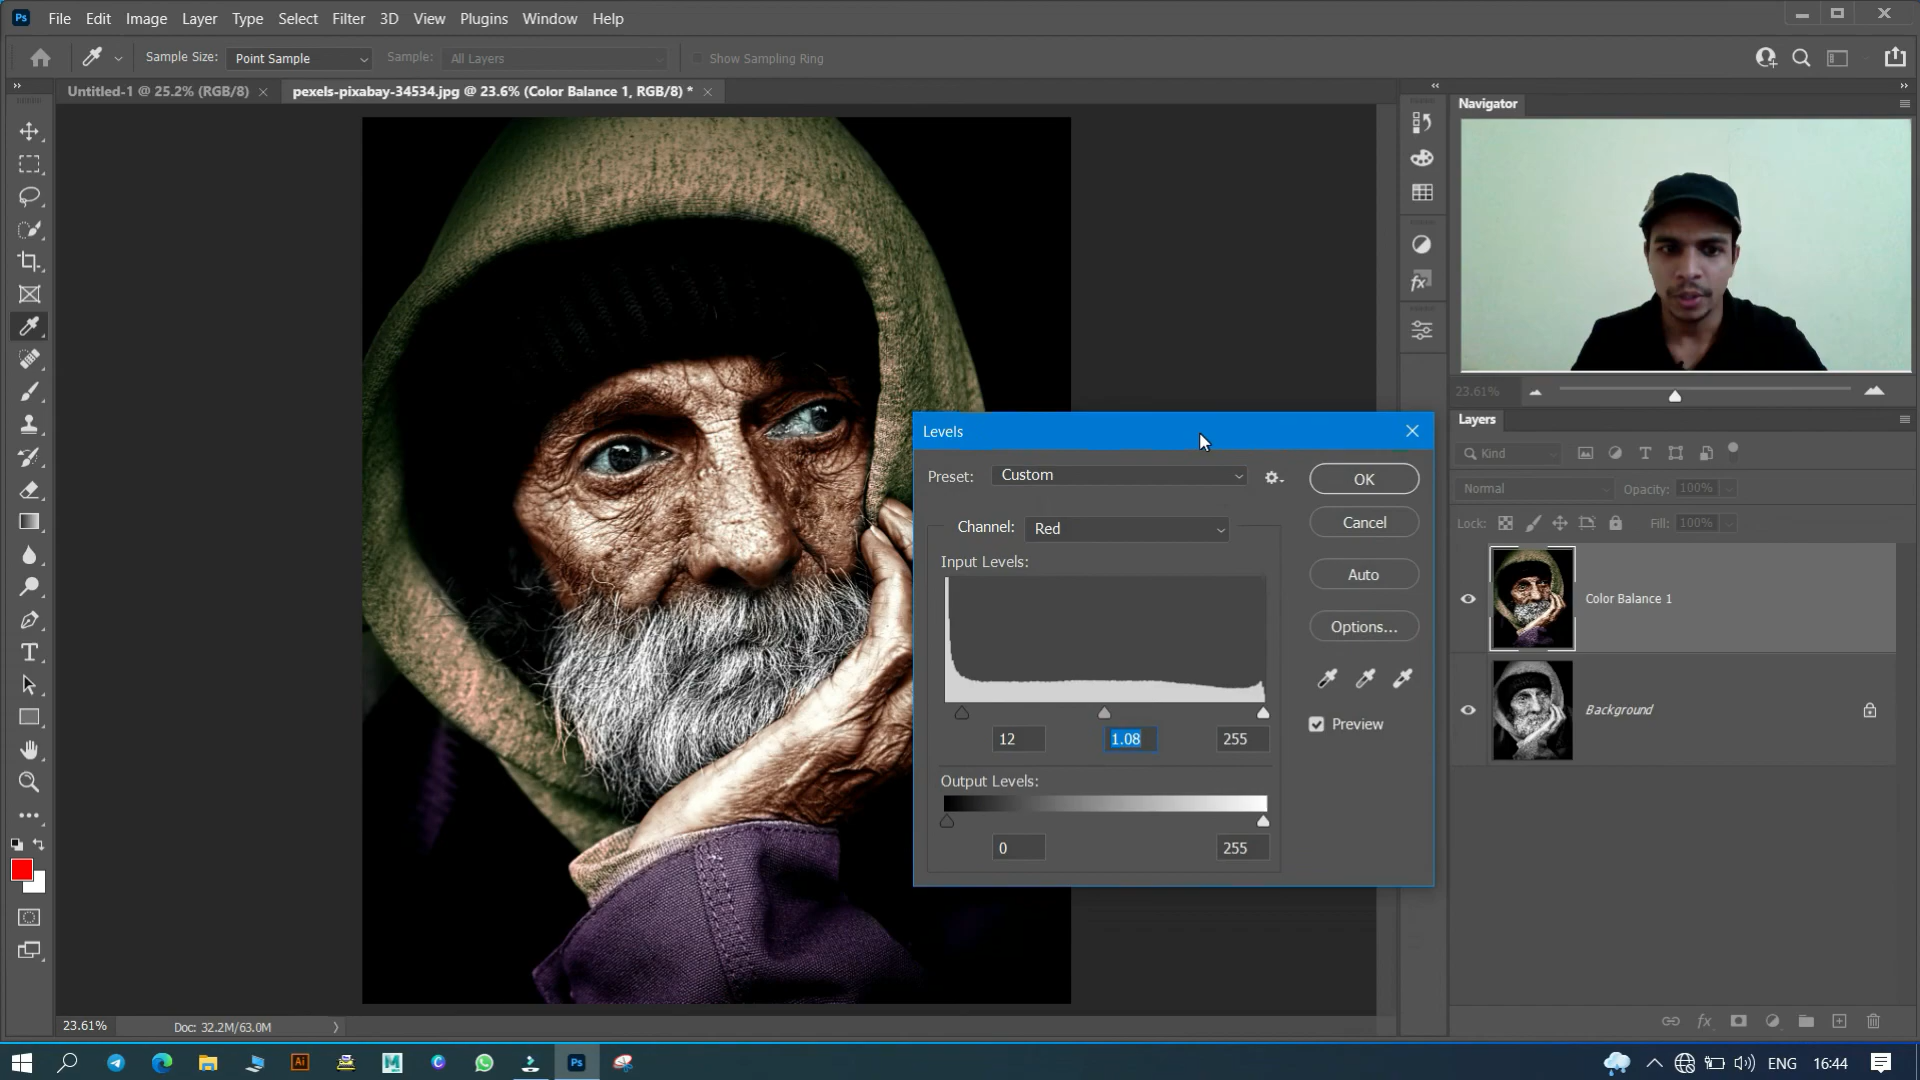 Ps File Edit Image Layer Type Select Filter 3D View Plugins Window Help
Sample Size: Point Sample Sample: All Layers Show Sampling Ring
Untitled-1 @ 25.2% (RGB/8) pexels-pixabay-34534.jpg @ 23.6% (Color Balance 1, RGB/8) *
Navigator
23.61%
Layers
Kind
Normal Opacity: 100%
Lock: Fill: 100%
Color Balance 1
Background
Levels
Preset: Custom OK
Channel: Red Cancel
Input Levels: Auto
Options...
Preview
12 1.08 255
Output Levels:
0 255
23.61% Doc: 32.2M/63.0M
Ai M C Ps ENG 16:44